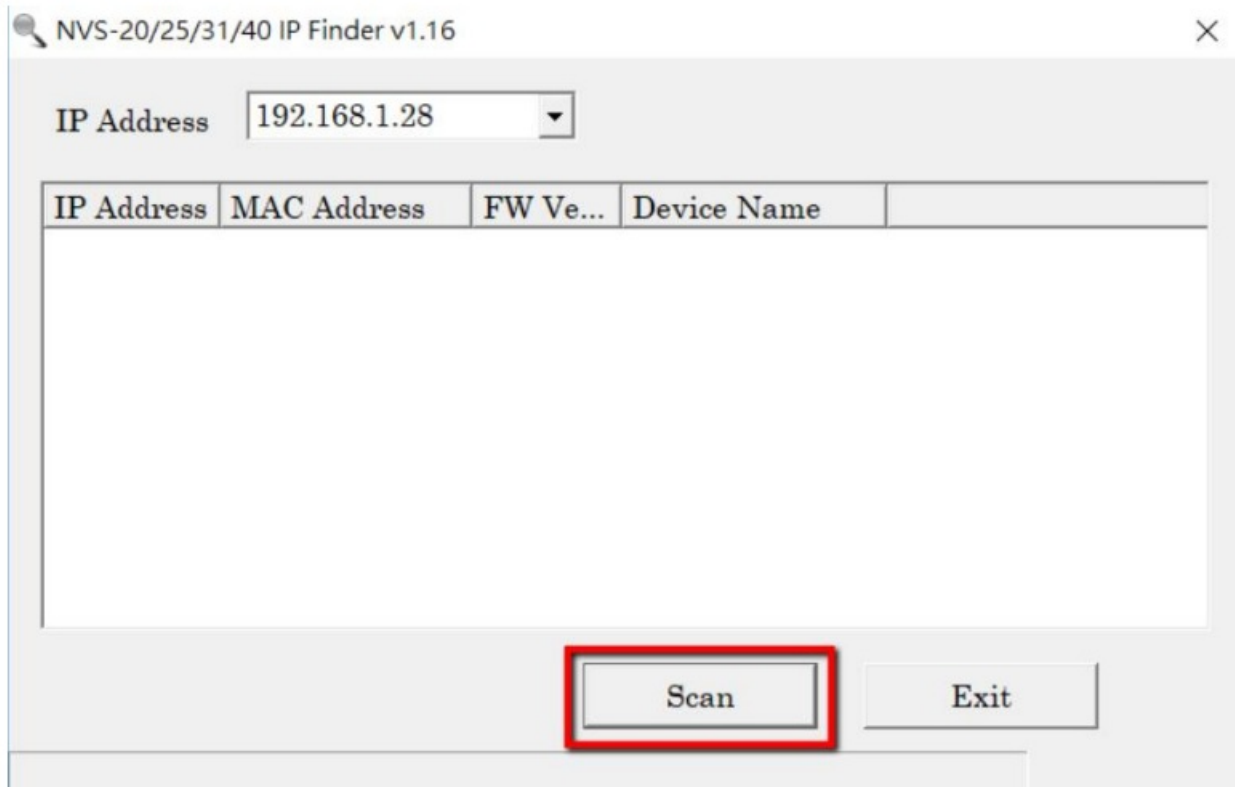 NVS-20/25/31/40 IP Finder v1.16
IP Address 192.168.1.28
IP Address MAC Address FW Ve... Device Name
Scan Exit